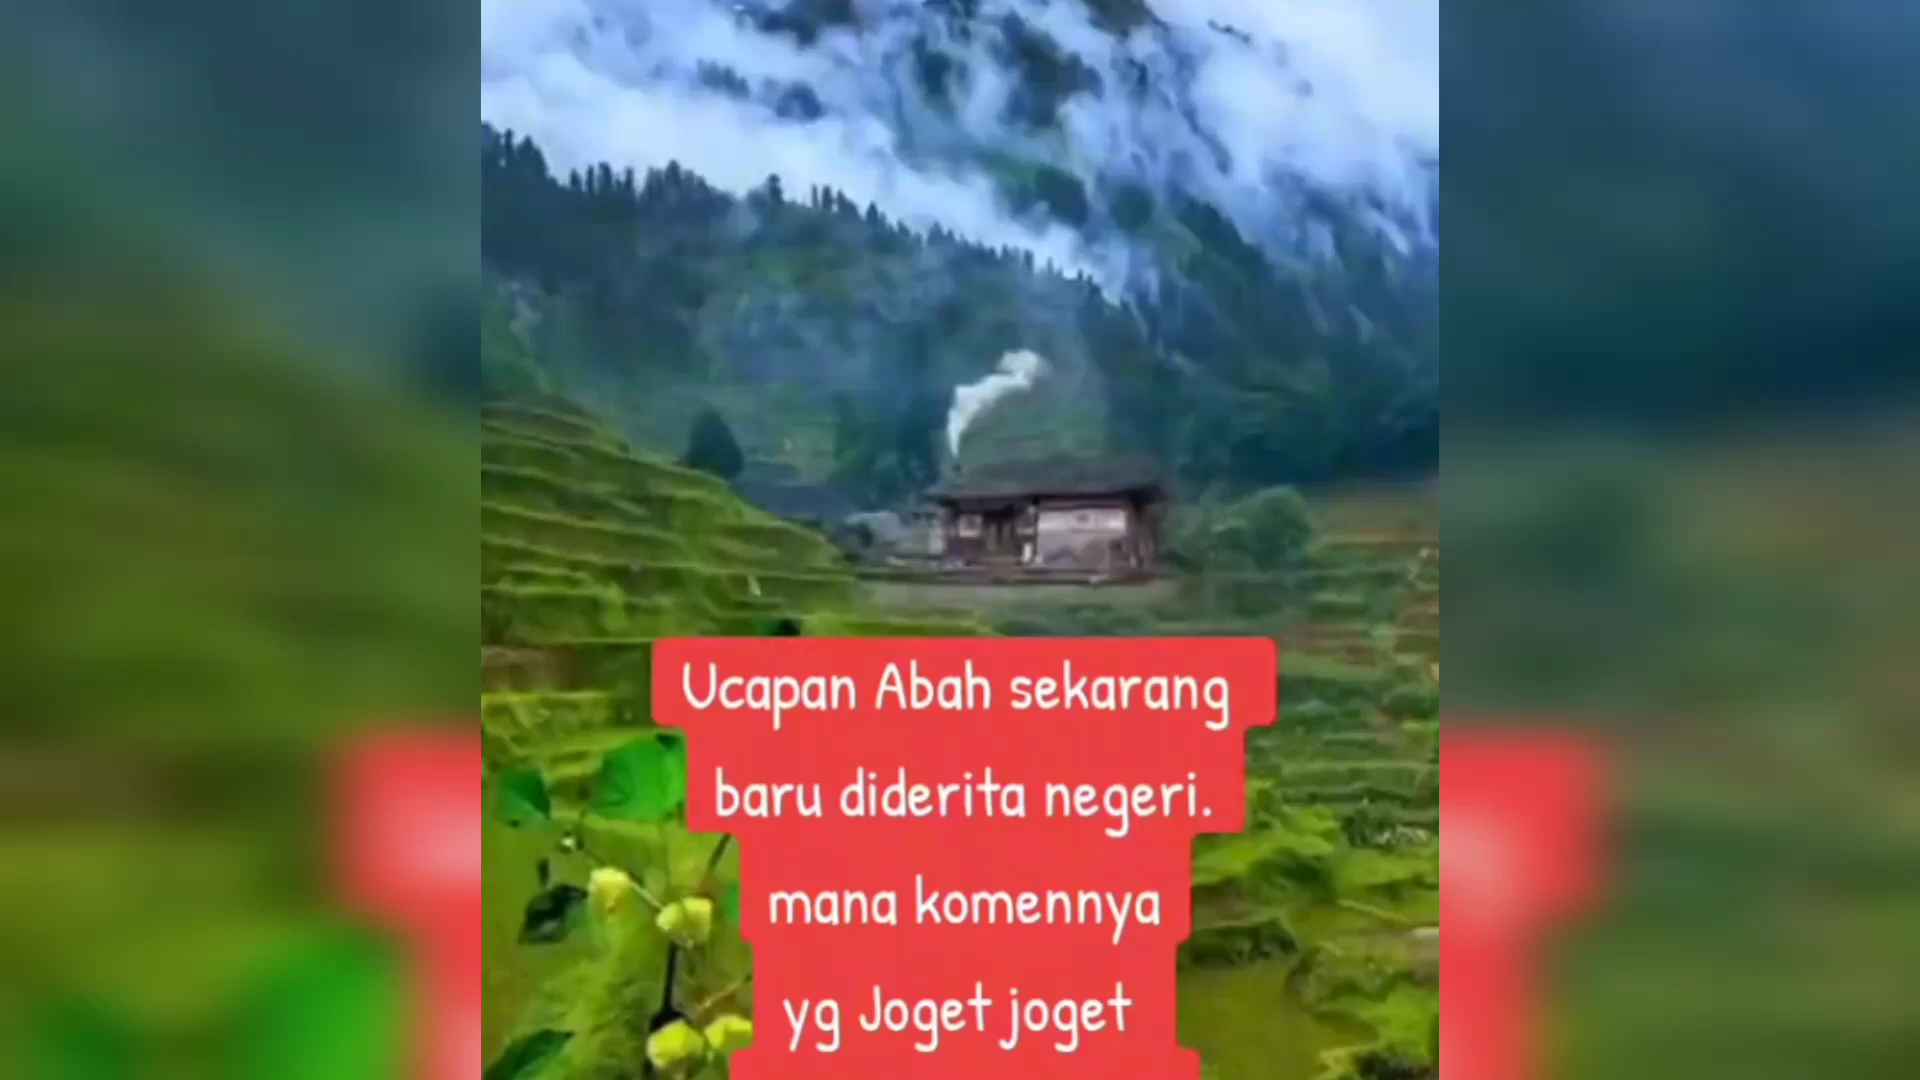 Ucapan Abah sekarang
baru diderita negeri.
mana komennya
yg Joget joget